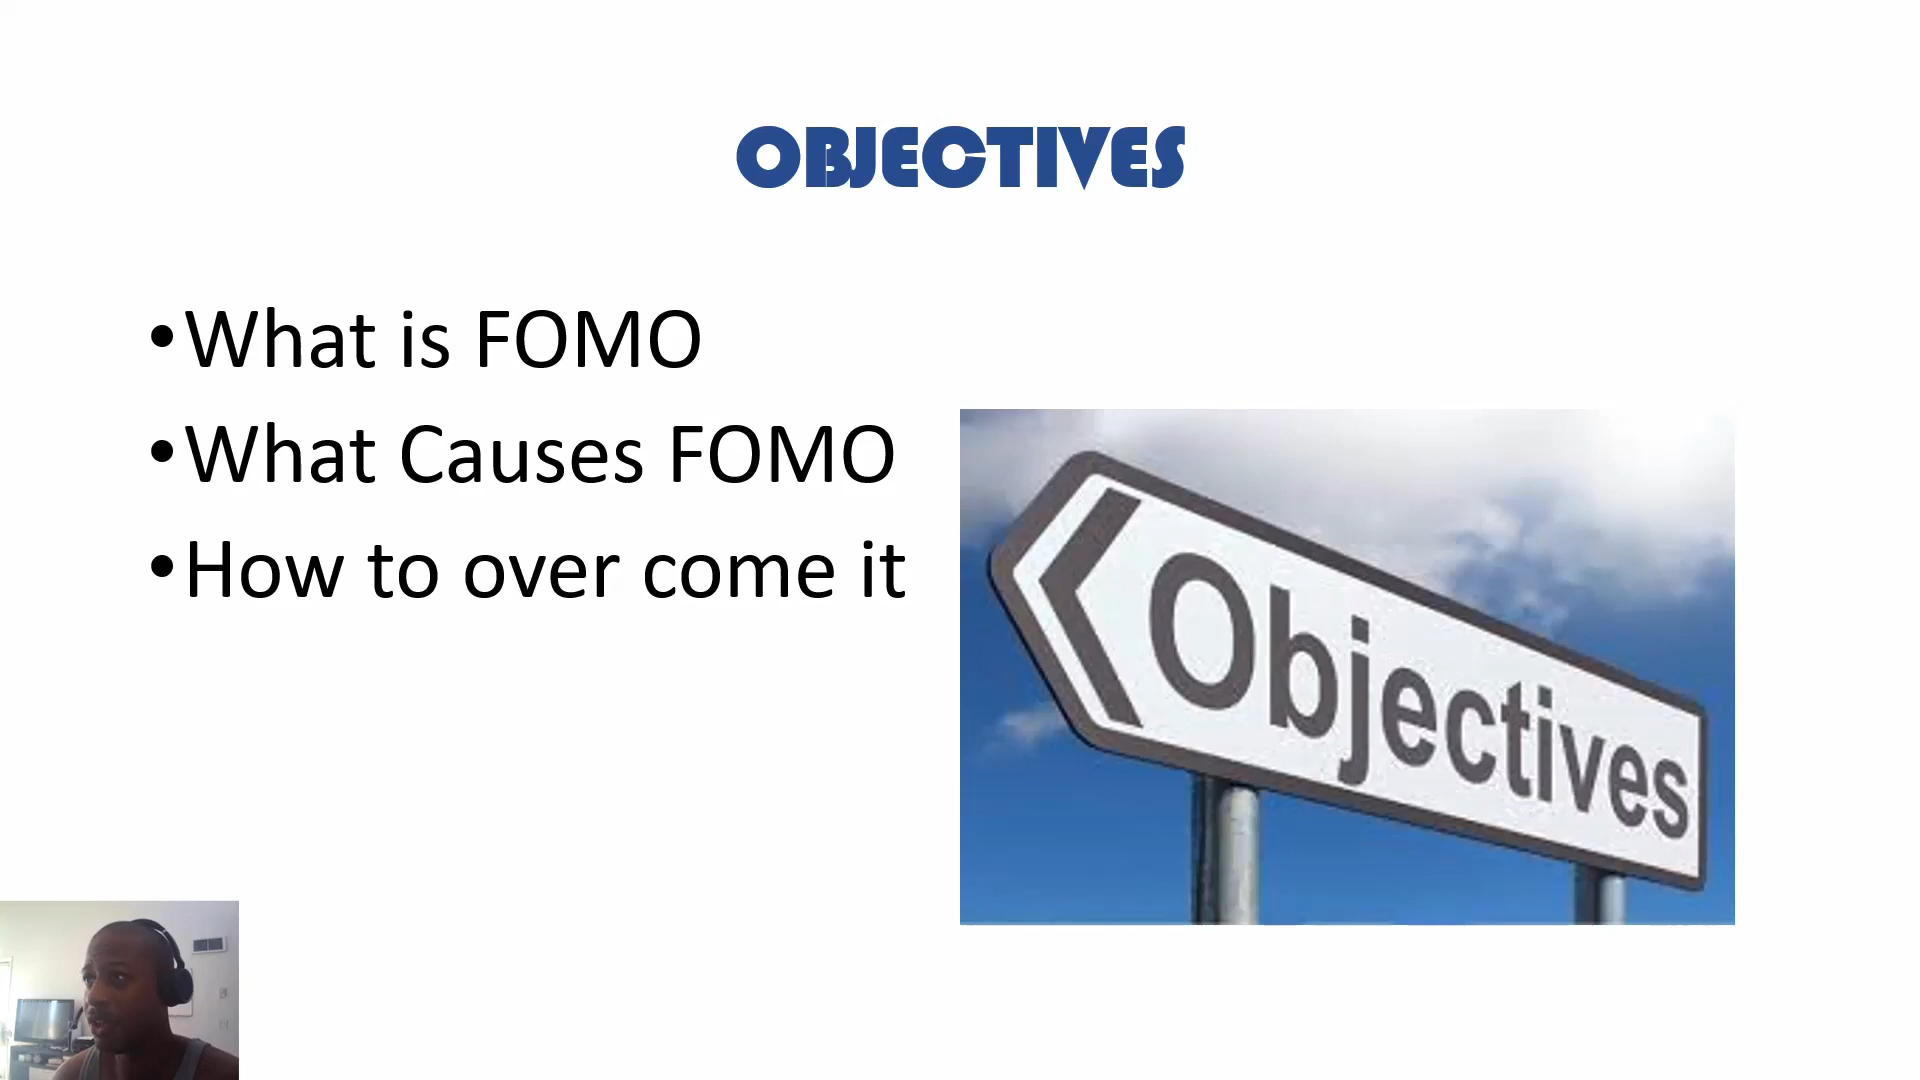 OBJECTIVES
•What is FOMO
•What Causes FOMO
•How to over come it
Objectives